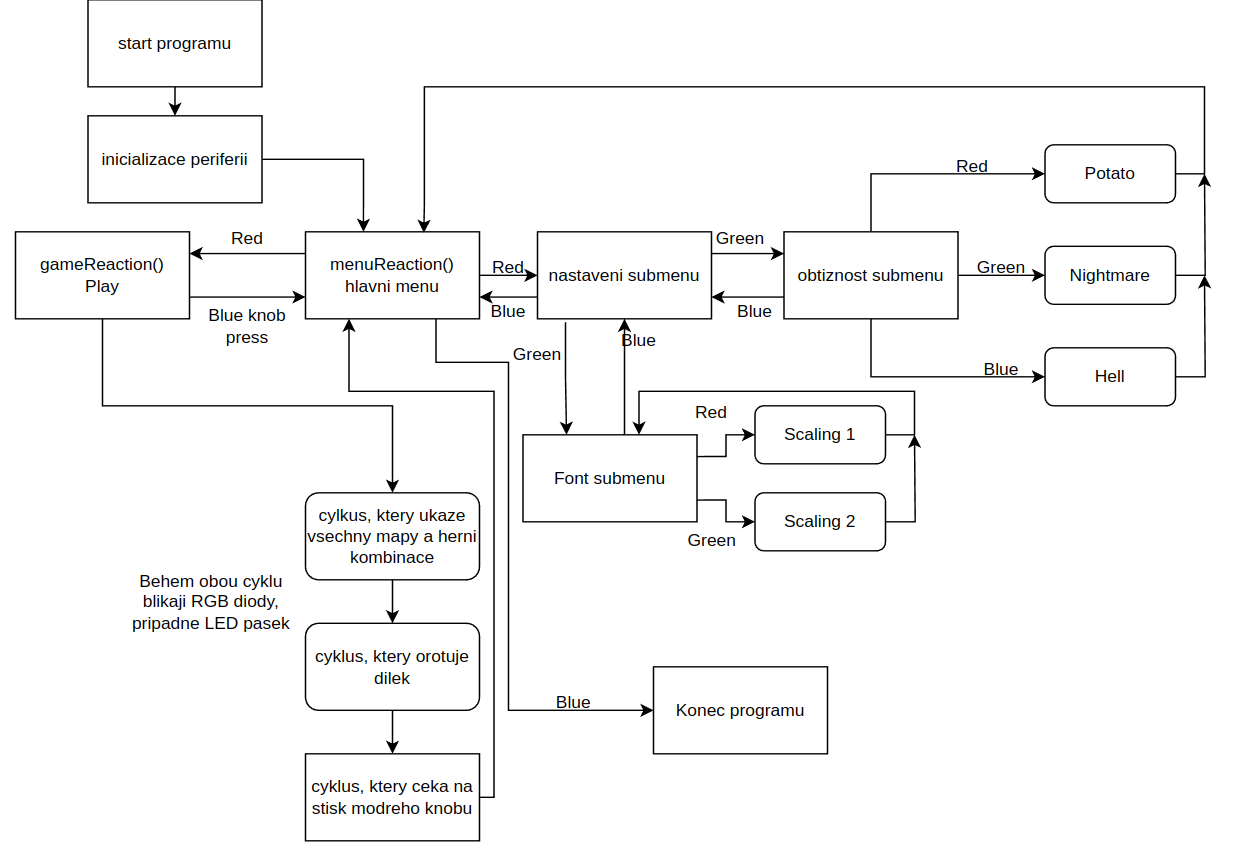 start programu
inicializace periferii
Red
gameReaction()
Play
Blue knob
press
menuReaction()
hlavni menu
Red
Blue
nastaveni submenu
Green
Blue
obtiznost submenu
Red
Green
Blue
Potato
Nightmare
Hell
Green
Blue
Font submenu
Red
Green
Scaling 1
Scaling 2
cylkus, ktery ukaze
vsechny mapy a herni
kombinace
Behem obou cyklu
blikaji RGB diody,
pripadne LED pasek
cyklus, ktery orotuje
dilek
Blue
Konec programu
cyklus, ktery ceka na
stisk modreho knobu